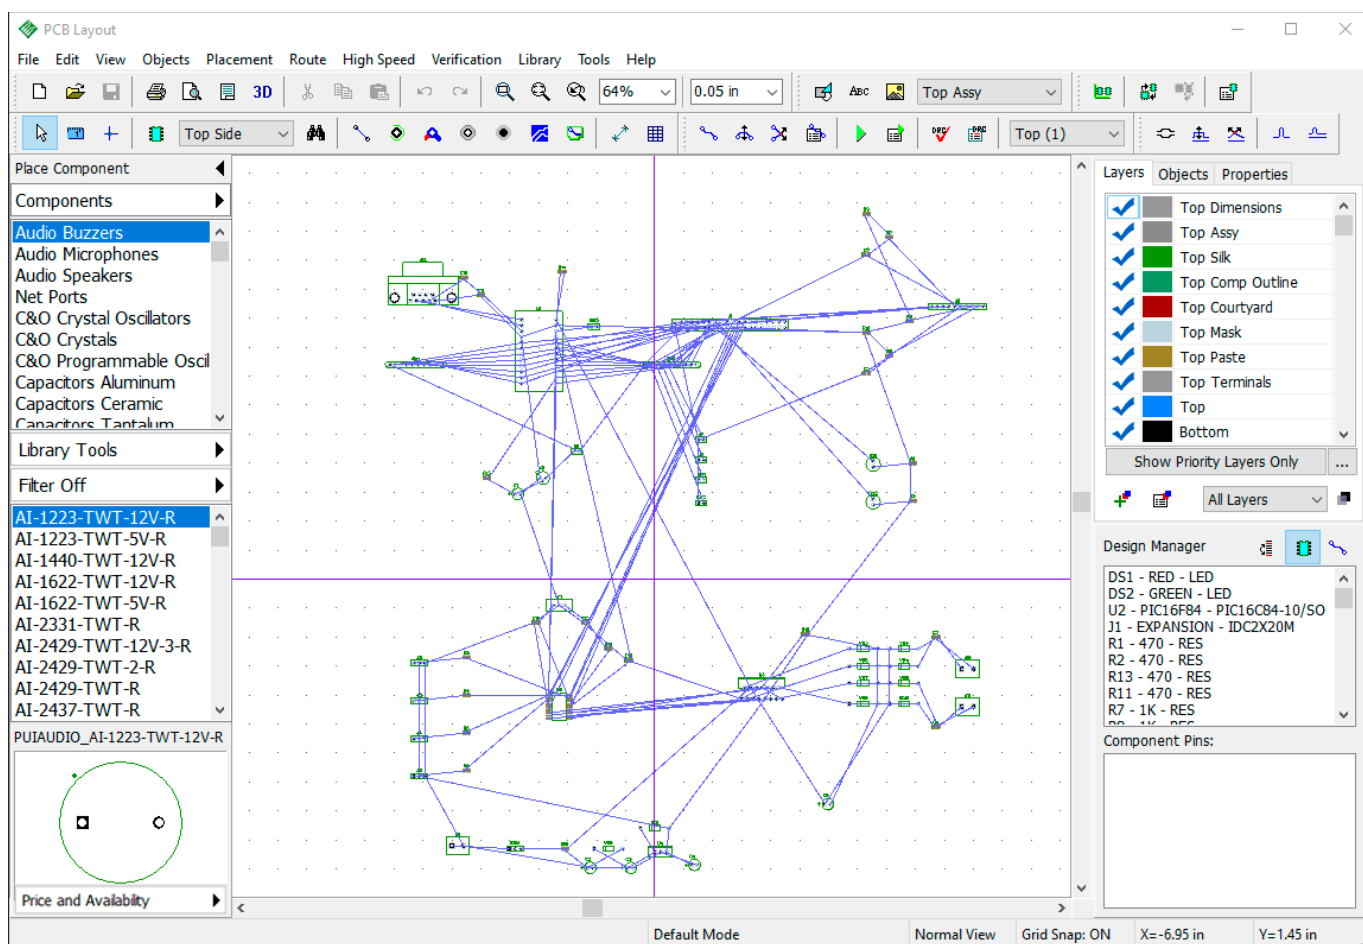 PCB Layout
File Edit View Objects Placement Route High Speed Verification Library Tools Help
3D 64% 0.05 in ABC Top Assy
Top Side DRC DRC Top (1)
Place Component
Components
Audio Buzzers
Audio Microphones
Audio Speakers
Net Ports
C&O Crystal Oscillators
C&O Crystals
C&O Programmable Oscil
Capacitors Aluminum
Capacitors Ceramic
Capacitors Tantalum
Library Tools
Filter Off
AI-1223-TWT-12V-R
AI-1223-TWT-5V-R
AI-1440-TWT-12V-R
AI-1622-TWT-12V-R
AI-1622-TWT-5V-R
AI-2331-TWT-R
AI-2429-TWT-12V-3-R
AI-2429-TWT-2-R
AI-2429-TWT-R
AI-2437-TWT-R
PUIAUDIO_AI-1223-TWT-12V-R
Price and Availability
Layers Objects Properties
Top Dimensions
Top Assy
Top Silk
Top Comp Outline
Top Courtyard
Top Mask
Top Paste
Top Terminals
Top
Bottom
Show Priority Layers Only ...
All Layers
Design Manager
DS1 - RED - LED
DS2 - GREEN - LED
U2 - PIC16F84 - PIC16C84-10/SO
J1 - EXPANSION - IDC2X20M
R1 - 470 - RES
R2 - 470 - RES
R13 - 470 - RES
R11 - 470 - RES
R7 - 1K - RES
Component Pins:
Default Mode Normal View Grid Snap: ON X=-6.95 in Y=1.45 in